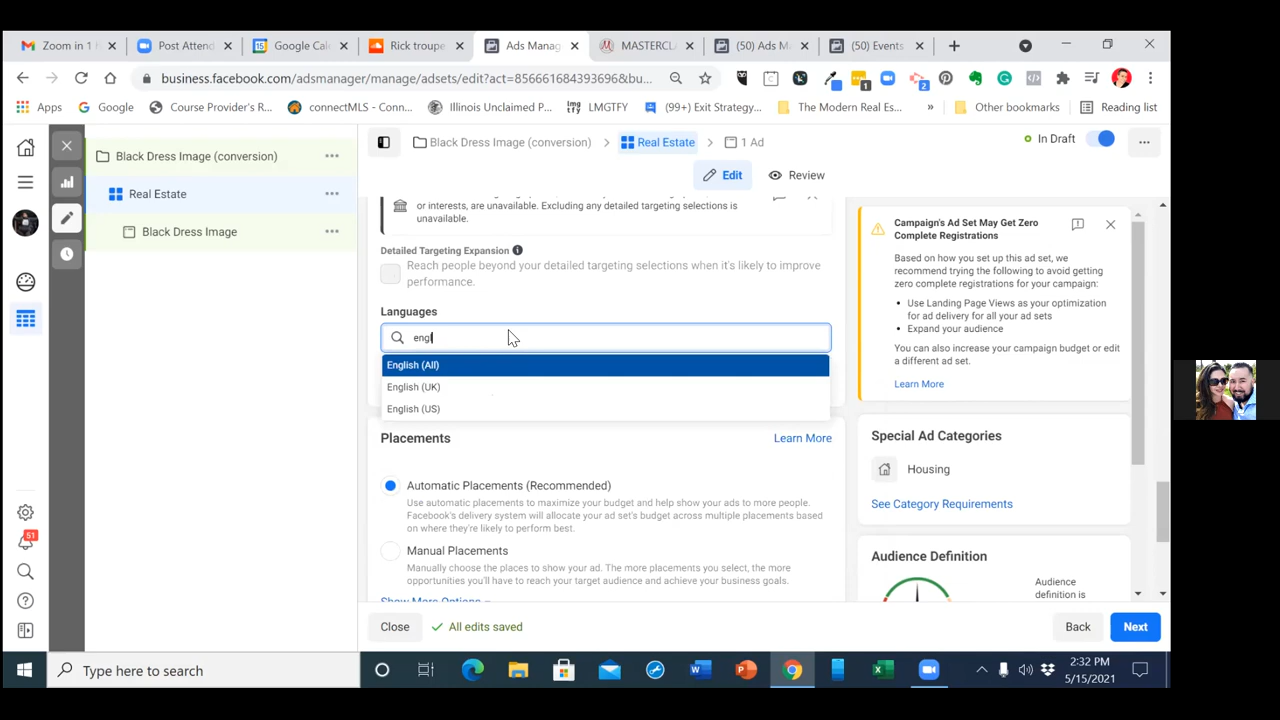 Zoom in 1 h
Post Attend
Google Cale
Rick troupe
Ads Manag
MASTERCLA
(50) Ads M
(50) Events
business.facebook.com/adsmanager/manage/adsets/edit?act=856661684393696&bu...
Apps
Google
Course Provider's R...
connectMLS - Conn...
Illinois Unclaimed P...
LMGTFY
(99+) Exit Strategy...
The Modern Real Es...
Other bookmarks
Reading list
Black Dress Image (conversion)
Real Estate
Black Dress Image
Black Dress Image (conversion)
Real Estate
1 Ad
In Draft
Edit
Review
or interests, are unavailable. Excluding any detailed targeting selections is
unavailable.
Detailed Targeting Expansion
Reach people beyond your detailed targeting selections when it's likely to improve
performance.
Languages
engl
English (All)
English (UK)
English (US)
Placements
Learn More
Automatic Placements (Recommended)
Use automatic placements to maximize your budget and help show your ads to more people.
Facebook's delivery system will allocate your ad set's budget across multiple placements based
on where they're likely to perform best.
Manual Placements
Manually choose the places to show your ad. The more placements you select, the more
opportunities you'll have to reach your target audience and achieve your business goals.
Show More Options
Campaign's Ad Set May Get Zero
Complete Registrations
Based on how you set up this ad set, we
recommend trying the following to avoid getting
zero complete registrations for your campaign:
• Use Landing Page Views as your optimization
for ad delivery for all your ad sets
• Expand your audience
You can also increase your campaign budget or edit
a different ad set.
Learn More
Special Ad Categories
Housing
See Category Requirements
Audience Definition
Audience
definition is
Close
All edits saved
Back
Next
51
Type here to search
2:32 PM
5/15/2021